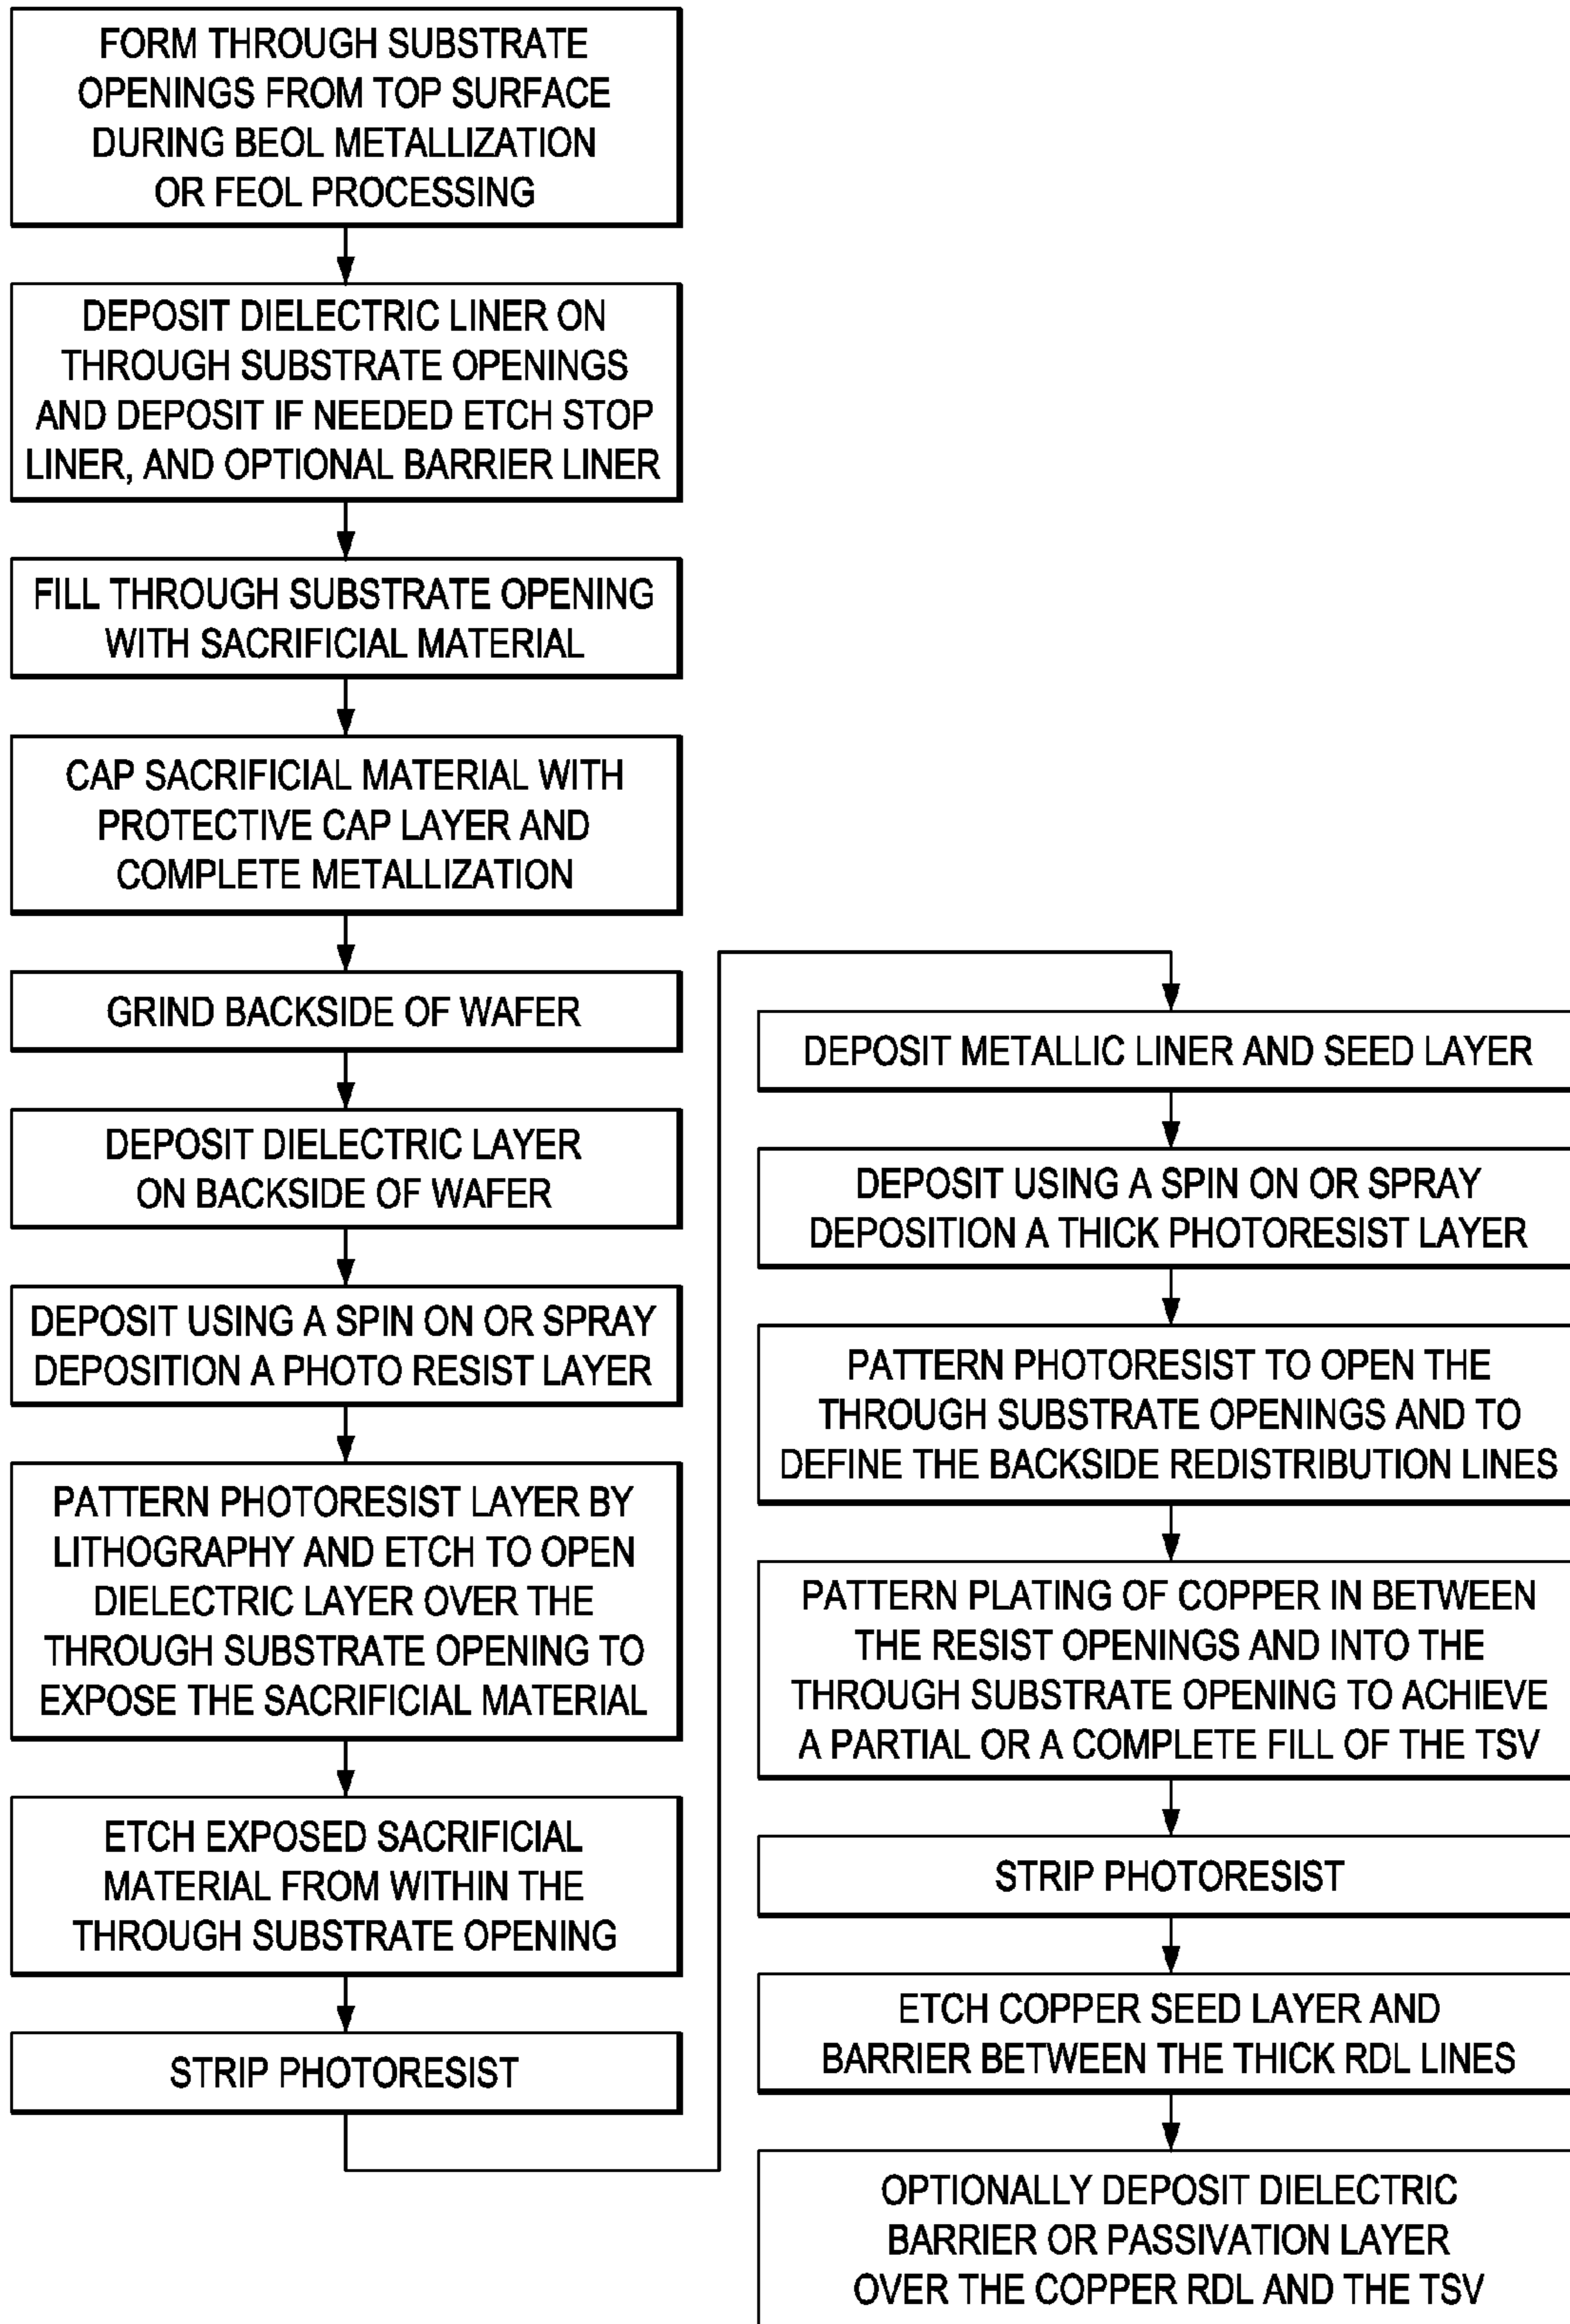 FORM THROUGH SUBSTRATE
OPENINGS FROM TOP SURFACE
DURING BEOL METALLIZATION
OR FEOL PROCESSING
DEPOSIT DIELECTRIC LINER ON
THROUGH SUBSTRATE OPENINGS
AND DEPOSIT IF NEEDED ETCH STOP
LINER, AND OPTIONAL BARRIER LINER
FILL THROUGH SUBSTRATE OPENING
WITH SACRIFICIAL MATERIAL
CAP SACRIFICIAL MATERIAL WITH
PROTECTIVE CAP LAYER AND
COMPLETE METALLIZATION
GRIND BACKSIDE OF WAFER
DEPOSIT DIELECTRIC LAYER
ON BACKSIDE OF WAFER
DEPOSIT USING A SPIN ON OR SPRAY
DEPOSITION A PHOTO RESIST LAYER
PATTERN PHOTORESIST LAYER BY
LITHOGRAPHY AND ETCH TO OPEN
DIELECTRIC LAYER OVER THE
THROUGH SUBSTRATE OPENING TO
EXPOSE THE SACRIFICIAL MATERIAL
ETCH EXPOSED SACRIFICIAL
MATERIAL FROM WITHIN THE
THROUGH SUBSTRATE OPENING
STRIP PHOTORESIST
DEPOSIT METALLIC LINER AND SEED LAYER
DEPOSIT USING A SPIN ON OR SPRAY
DEPOSITION A THICK PHOTORESIST LAYER
PATTERN PHOTORESIST TO OPEN THE
THROUGH SUBSTRATE OPENINGS AND TO
DEFINE THE BACKSIDE REDISTRIBUTION LINES
PATTERN PLATING OF COPPER IN BETWEEN
THE RESIST OPENINGS AND INTO THE
THROUGH SUBSTRATE OPENING TO ACHIEVE
A PARTIAL OR A COMPLETE FILL OF THE TSV
STRIP PHOTORESIST
ETCH COPPER SEED LAYER AND
BARRIER BETWEEN THE THICK RDL LINES
OPTIONALLY DEPOSIT DIELECTRIC
BARRIER OR PASSIVATION LAYER
OVER THE COPPER RDL AND THE TSV